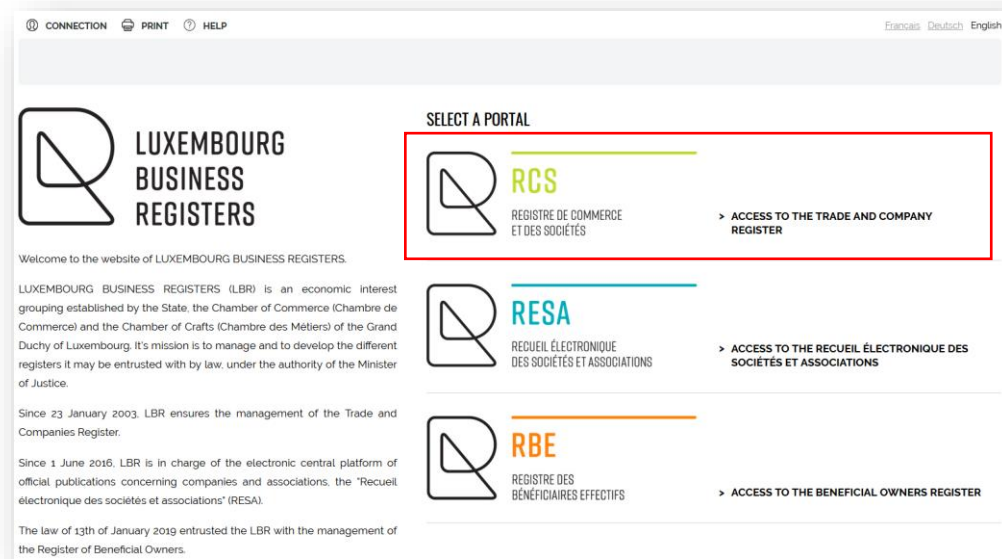 CONNECTION PRINT HELP
Français Deutsch English
LUXEMBOURG
BUSINESS
REGISTERS
Welcome to the website of LUXEMBOURG BUSINESS REGISTERS.
LUXEMBOURG BUSINESS REGISTERS (LBR) is an economic interest
grouping established by the State, the Chamber of Commerce (Chambre de
Commerce) and the Chamber of Crafts (Chambre des Métiers) of the Grand
Duchy of Luxembourg. It's mission is to manage and to develop the different
registers it may be entrusted with by law, under the authority of the Minister
of Justice.
Since 23 January 2003, LBR ensures the management of the Trade and
Companies Register.
Since 1 June 2016, LBR is in charge of the electronic central platform of
official publications concerning companies and associations, the "Recueil
électronique des sociétés et associations" (RESA).
The law of 13th of January 2019 entrusted the LBR with the management of
the Register of Beneficial Owners.
SELECT A PORTAL
RCS
REGISTRE DE COMMERCE
ET DES SOCIÉTÉS
> ACCESS TO THE TRADE AND COMPANY
REGISTER
RESA
RECUEIL ÉLECTRONIQUE
DES SOCIÉTÉS ET ASSOCIATIONS
> ACCESS TO THE RECUEIL ÉLECTRONIQUE DES
SOCIÉTÉS ET ASSOCIATIONS
RBE
REGISTRE DES
BÉNÉFICIAIRES EFFECTIFS
> ACCESS TO THE BENEFICIAL OWNERS REGISTER